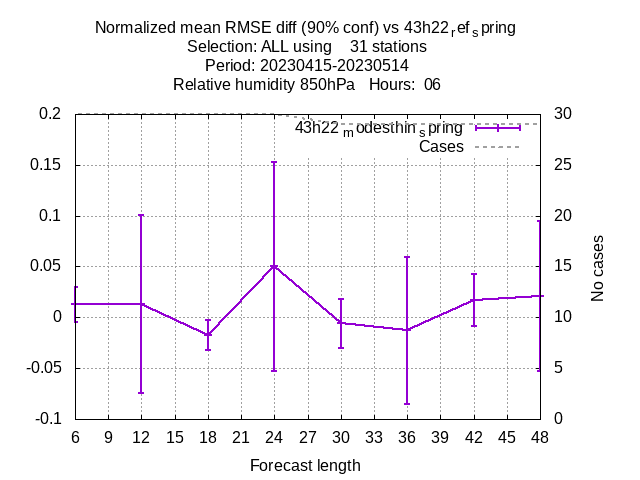 Normalized mean RMSE diff (90% conf) vs 43h22refspring
Selection: ALL using 31 stations
Period: 20230415-20230514
Relative humidity 850hPa Hours: 06
0.2
0.15
0.1
0.05
0
-0.05
-0.1
30
25
20
15
10
5
0
43h22modesthinspring
Cases
No cases
6 9 12 15 18 21 24 27 30 33 36 39 42 45 48
Forecast length